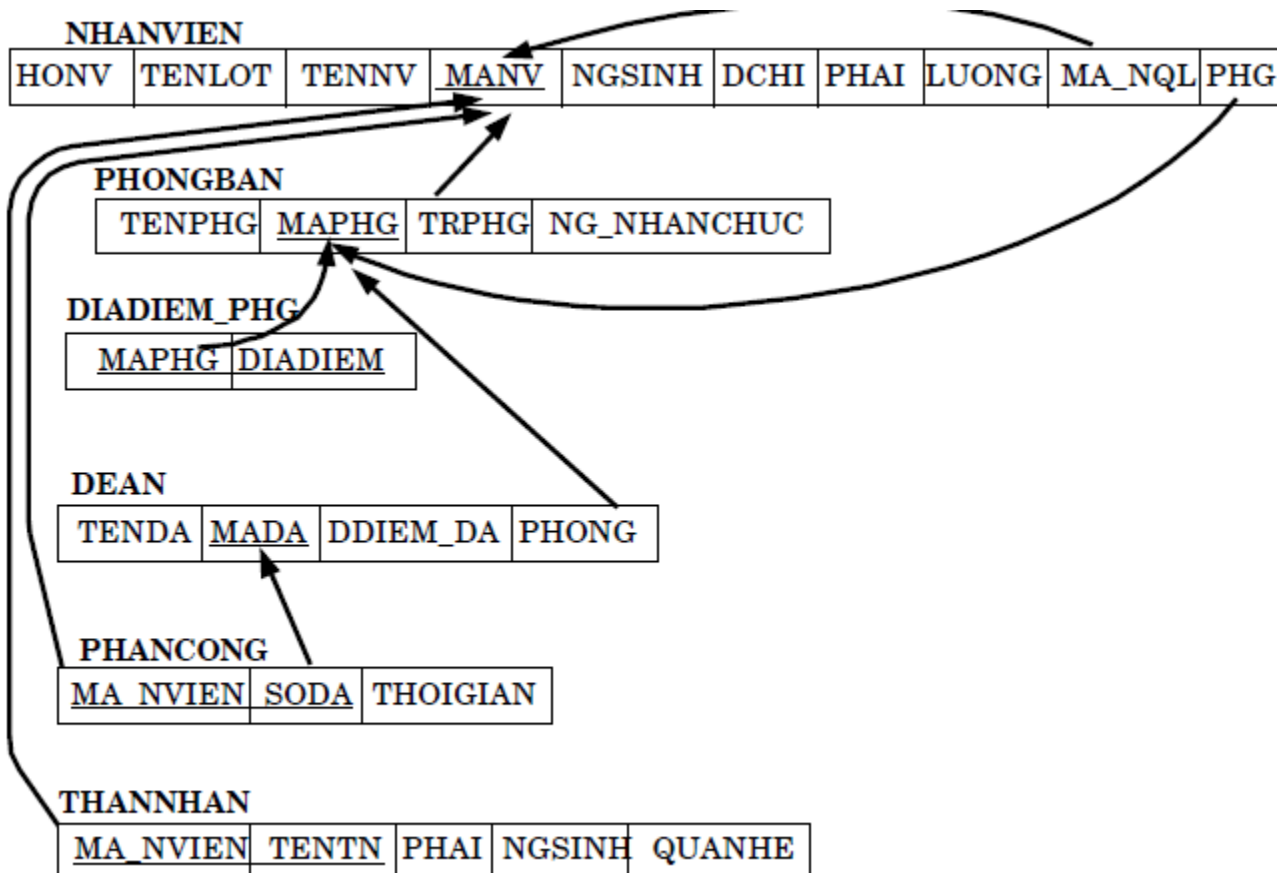 NHANVIEN
HONV TENLOT TENNV MANV NGSINH DCHI PHAI LUONG MA_NQL PHG
PHONGBAN
TENPHG MAPHG TRPHG NG_NHANCHUC
DIADIEM_PHG
MAPHG DIADIEM
DEAN
TENDA MADA DDIEM_DA PHONG
PHANCONG
MA_NVIEN SODA THOIGIAN
THANNHAN
MA_NVIEN TENTN PHAI NGSINH QUANHE